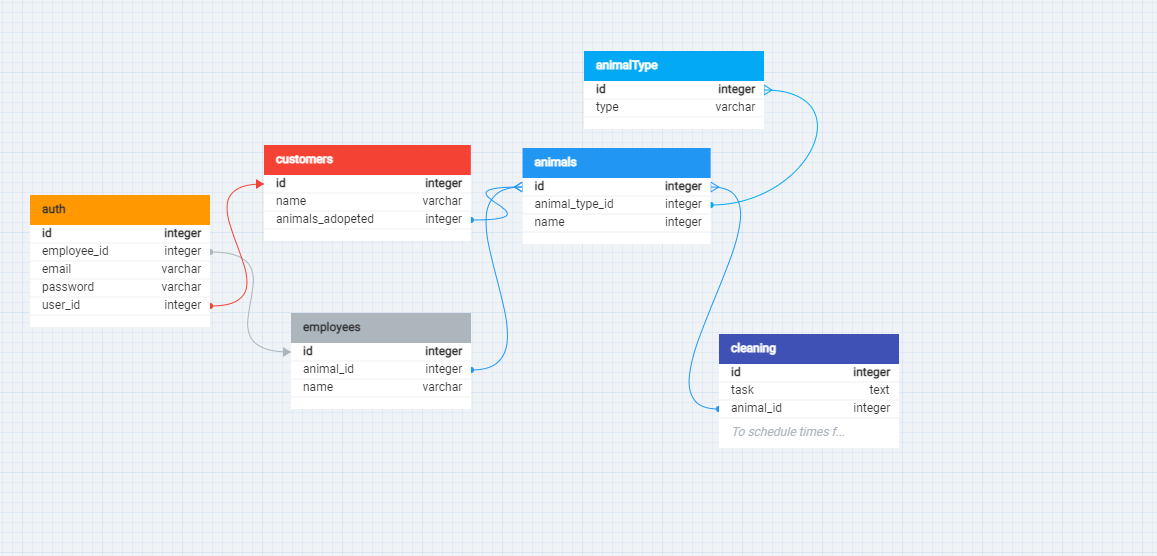 animalType
id integer
type varchar
customers
id integer
name varchar
animals_adopeted integer
animals
id integer
animal_type_id integer
name integer
auth
id integer
employee_id integer
email varchar
password varchar
user_id integer
employees
id integer
animal_id integer
name varchar
cleaning
id integer
task text
animal_id integer
To schedule times f...